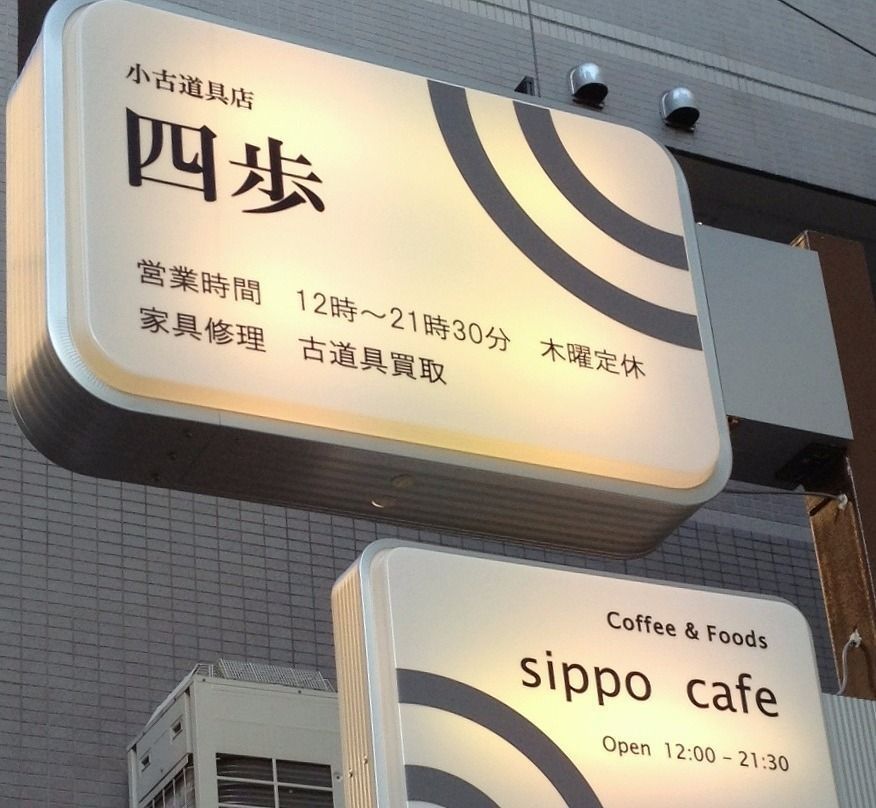 小古道具店
四歩
営業時間　12時～21時30分　木曜定休
家具修理　古道具買取
Coffee & Foods
sippo cafe
Open 12:00 – 21:30